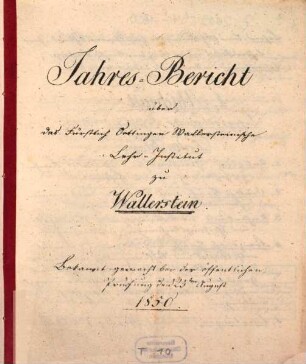 Jahres-Bericht
über
das Fürstlich Oettingen Wallersteinsche
Lehr-Institut
zu
Wallerstein.
Bekannt gemacht bei der öffentlichen
Prüfung den August
1850.